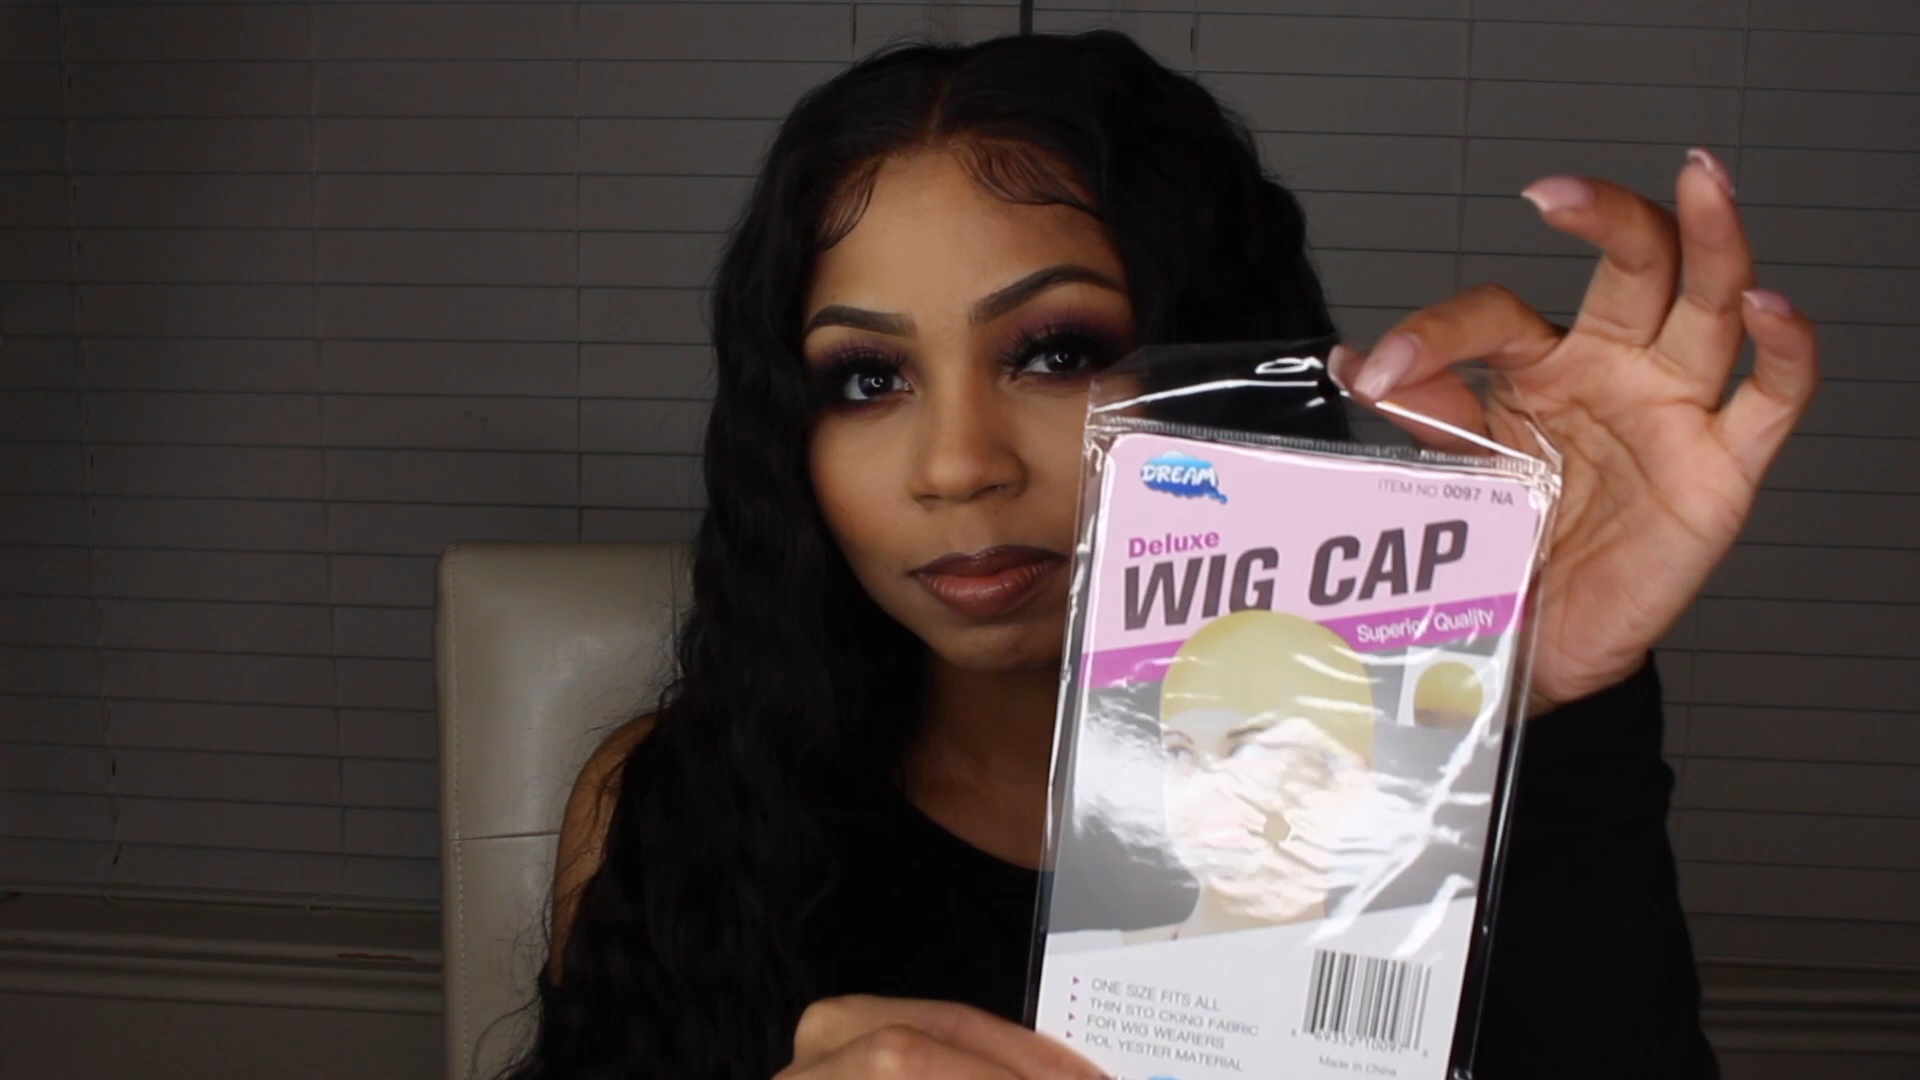 DREAM
ITEM NO. 0097 NA
Deluxe
WIG CAP
Superior Quality
ONE SIZE FITS ALL
THIN STO CKING FABRIC
FOR WIG WEARERS
POL YESTER MATERIAL
Made in China